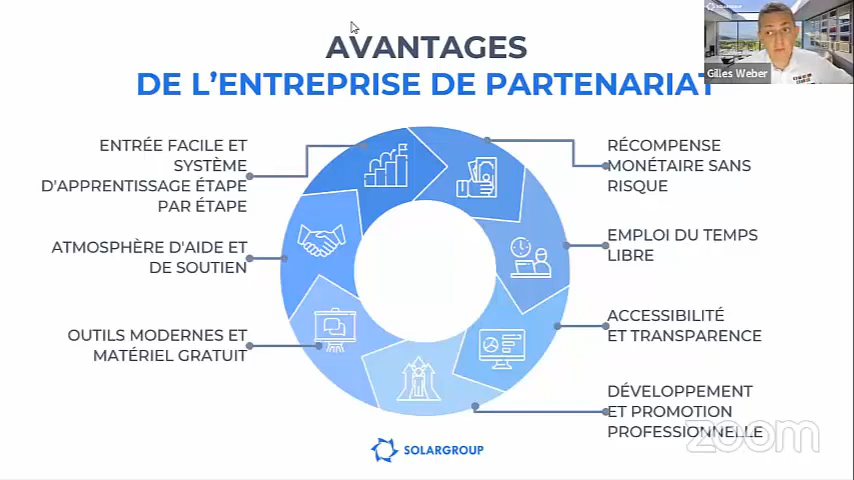 SOLARGROUP
AVANTAGES
DE L'ENTREPRISE DE PARTENARIAT
Gilles Weber
ENTRÉE FACILE ET
SYSTÈME
D'APPRENTISSAGE ÉTAPE
PAR ÉTAPE
ATMOSPHÈRE D'AIDE ET
DE SOUTIEN
OUTILS MODERNES ET
MATÉRIEL GRATUIT
RÉCOMPENSE
MONÉTAIRE SANS
RISQUE
EMPLOI DU TEMPS
LIBRE
ACCESSIBILITÉ
ET TRANSPARENCE
DÉVELOPPEMENT
ET PROMOTION
PROFESSIONNELLE
zoom
SOLARGROUP